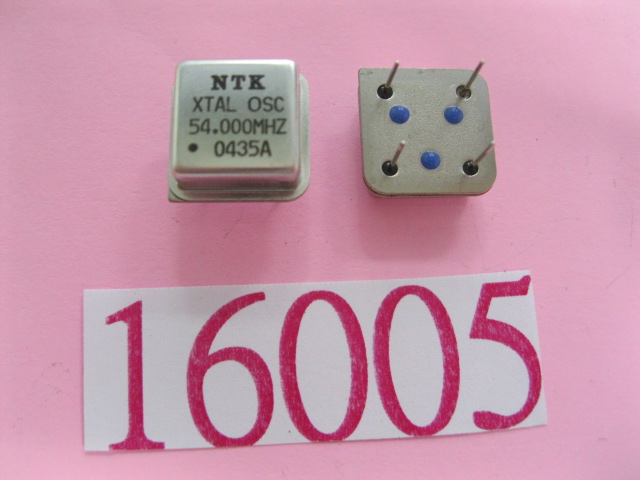 NTK
XTAL OSC
54.000MHZ
• 0435A
16005